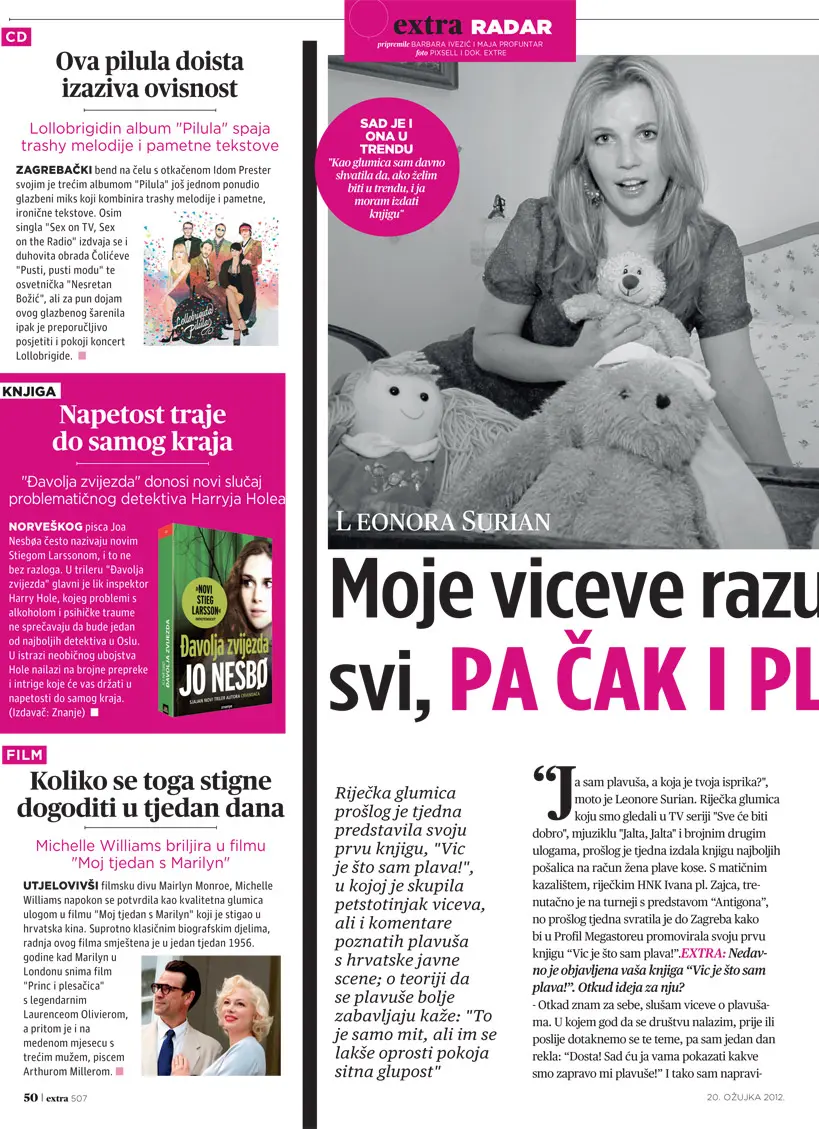 extra RADAR
pripremile BARBARA IVEZIĆ I MAJA PROFUNTAR
foto PIXSELL I DOK. EXTRE
CD
Ova pilula doista
izaziva ovisnost
Lollobrigidin album "Pilula" spaja
trashy melodije i pametne tekstove
ZAGREBAČKI bend na čelu s otkačenom Idom Prester
svojim je trećim albumom "Pilula" još jednom ponudio
glazbeni miks koji kombinira trashy melodije i pametne,
ironične tekstove. Osim
singla "Sex on TV, Sex
on the Radio" izdvaja se i
duhovita obrada Čolićeve
"Pusti, pusti modu" te
osvetnička "Nesretan
Božić", ali za pun dojam
ovog glazbenog šarenila
ipak je preporučljivo
posjetiti i pokoji koncert
Lollobrigide.
Lollobrigida
Pilula
KNJIGA
Napetost traje
do samog kraja
"Đavolja zvijezda" donosi novi slučaj
problematičnog detektiva Harryja Holea
NORVEŠKOG pisca Joa
Nesbøa često nazivaju novim
Stiegom Larssonom, i to ne
bez razloga. U trileru "Đavolja
zvijezda" glavni je lik inspektor
Harry Hole, kojeg problemi s
alkoholom i psihičke traume
ne sprečavaju da bude jedan
od najboljih detektiva u Oslu.
U istrazi neobičnog ubojstva
Hole nailazi na brojne prepreke
i intrige koje će vas držati u
napetosti do samog kraja.
(Izdavač: Znanje)
»NOVI
STIEG
LARSSON«
Đavolja zvijezda
JO NESBØ
ĐAVOLJA ZVIJEZDA
FILM
Koliko se toga stigne
dogoditi u tjedan dana
Michelle Williams briljira u filmu
"Moj tjedan s Marilyn"
UTJELOVIVŠI filmsku divu Mairlyn Monroe, Michelle
Williams napokon se potvrdila kao kvalitetna glumica
ulogom u filmu "Moj tjedan s Marilyn" koji je stigao u
hrvatska kina. Suprotno klasičnim biografskim djelima,
radnja ovog filma smještena je u jedan tjedan 1956.
godine kad Marilyn u
Londonu snima film
"Princ i plesačica"
s legendarnim
Laurenceom Olivierom,
a pritom je i na
medenom mjesecu s
trećim mužem, piscem
Arthurom Millerom.
50 | extra 507
SAD JE I
ONA U
TRENDU
"Kao glumica sam davno
shvatila da, ako želim
biti u trendu, i ja
moram izdati
knjigu"
LEONORA SURIAN
Moje viceve razu
svi, PA ČAK I PL
Riječka glumica
prošlog je tjedna
predstavila svoju
prvu knjigu, "Vic
je što sam plava!",
u kojoj je skupila
petstotinjak viceva,
ali i komentare
poznatih plavuša
s hrvatske javne
scene; o teoriji da
se plavuše bolje
zabavljaju kaže: "To
je samo mit, ali im se
lakše oprosti pokoja
sitna glupost"
“Ja sam plavuša, a koja je tvoja isprika?",
moto je Leonore Surian. Riječka glumica
koju smo gledali u TV seriji "Sve će biti
dobro", mjuziklu "Jalta, Jalta" i brojnim drugim
ulogama, prošlog je tjedna izdala knjigu najboljih
pošalica na račun žena plave kose. S matičnim
kazalištem, riječkim HNK Ivana pl. Zajca, tre-
nutačno je na turneji s predstavom “Antigona”,
no prošlog tjedna svratila je do Zagreba kako
bi u Profil Megastoreu promovirala svoju prvu
knjigu “Vic je što sam plava!”.EXTRA: Nedav-
no je objavljena vaša knjiga “Vic je što sam
plava!”. Otkud ideja za nju?
- Otkad znam za sebe, slušam viceve o plavuša-
ma. U kojem god da se društvu nalazim, prije ili
poslije dotaknemo se te teme, pa sam jedan dan
rekla: “Dosta! Sad ću ja vama pokazati kakve
smo zapravo mi plavuše!” I tako sam napravi-
20. OŽUJKA 2012.